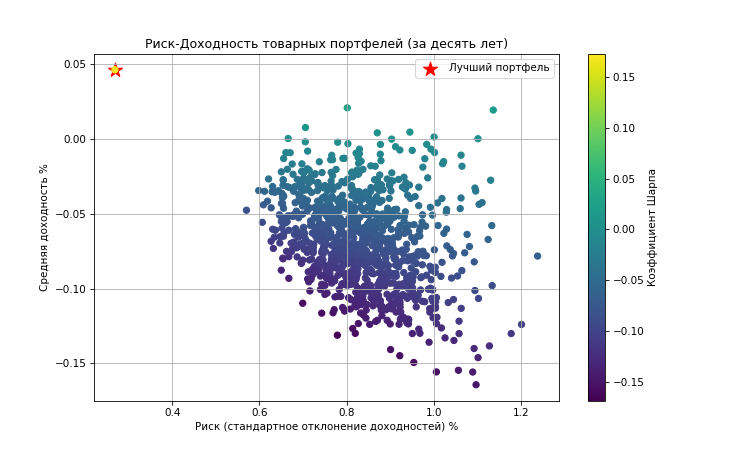 Риск-Доходность товарных портфелей (за десять лет)
Лучший портфель
Средняя доходность %
0.05
0.00
−0.05
−0.10
−0.15
0.4 0.6 0.8 1.0 1.2
Риск (стандартное отклонение доходностей) %
0.15
0.10
0.05
0.00
−0.05
−0.10
−0.15
Коэффициент Шарпа